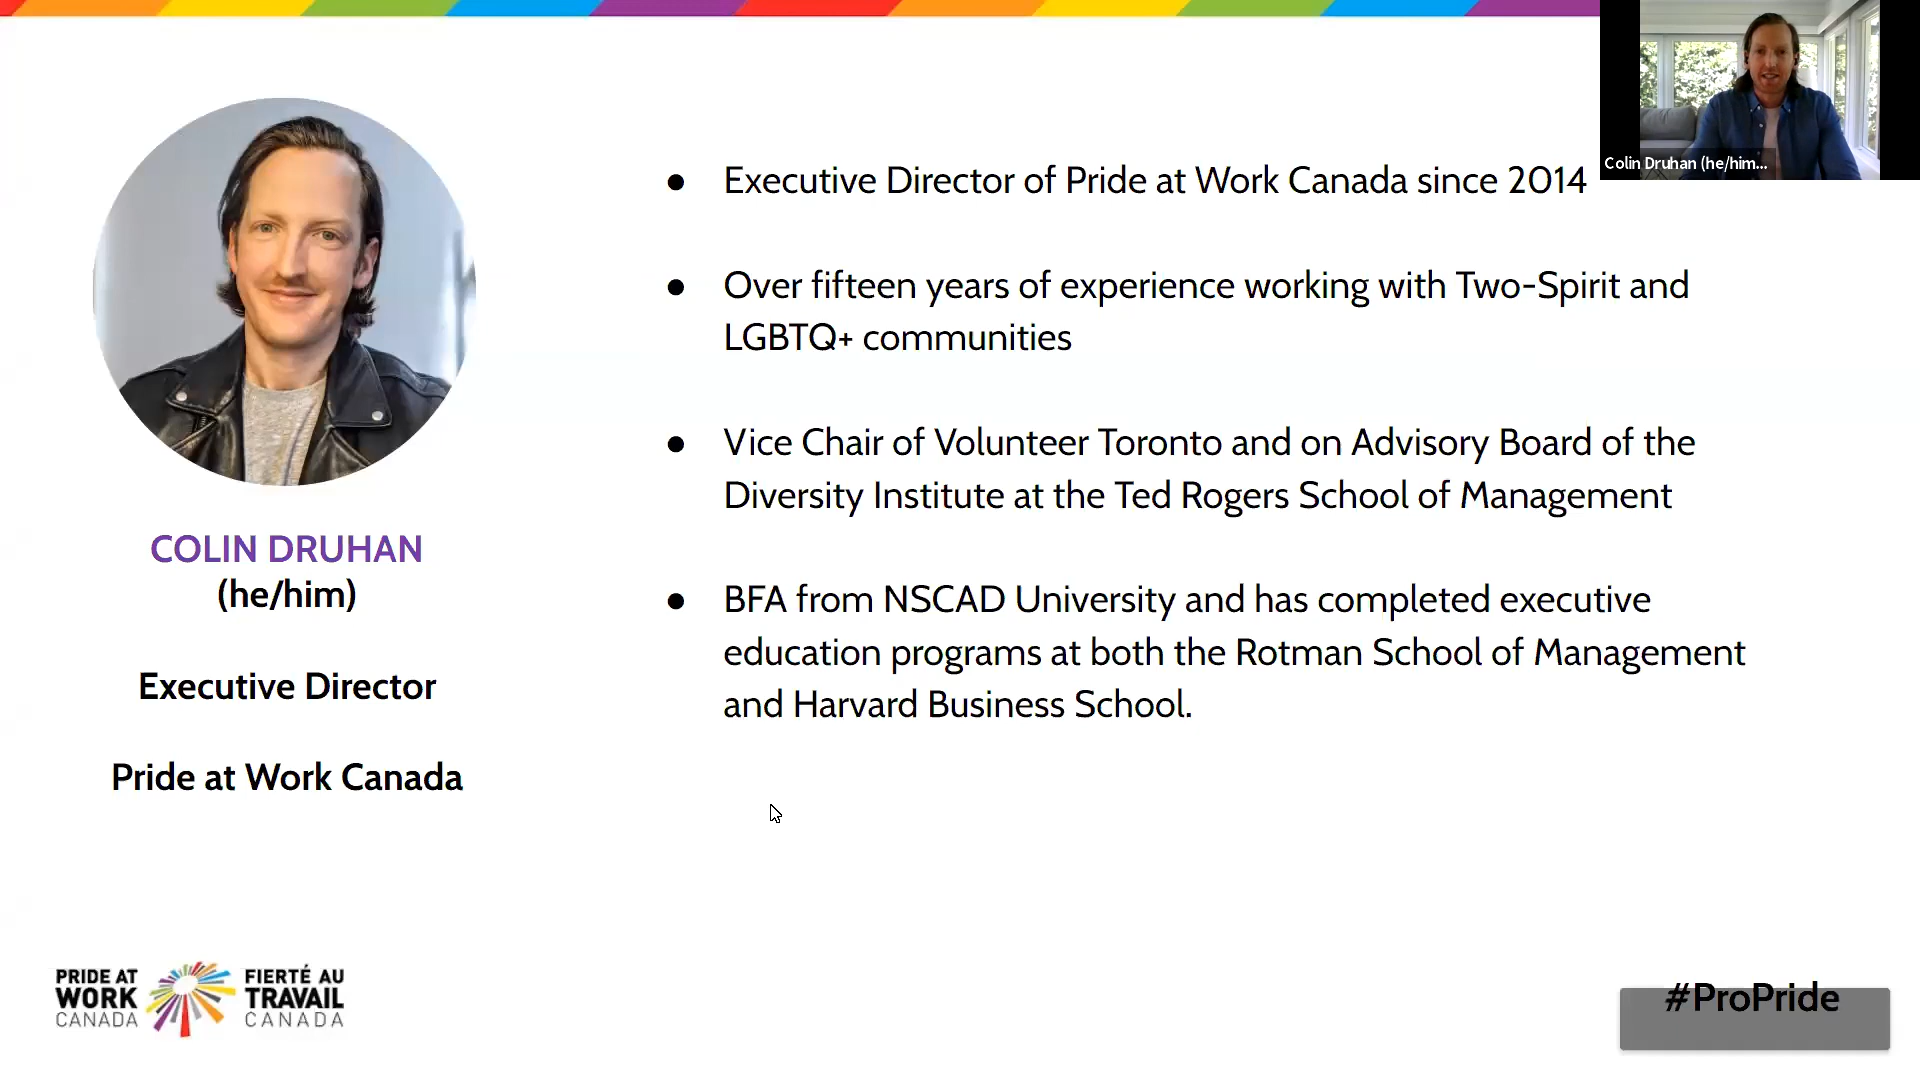 Colin Druhan (he/him...
● Executive Director of Pride at Work Canada since 2014
● Over fifteen years of experience working with Two-Spirit and
LGBTQ+ communities
● Vice Chair of Volunteer Toronto and on Advisory Board of the
Diversity Institute at the Ted Rogers School of Management
● BFA from NSCAD University and has completed executive
education programs at both the Rotman School of Management
and Harvard Business School.
COLIN DRUHAN
(he/him)
Executive Director
Pride at Work Canada
PRIDE AT
WORK
CANADA
FIERTÉ AU
TRAVAIL
CANADA
#ProPride